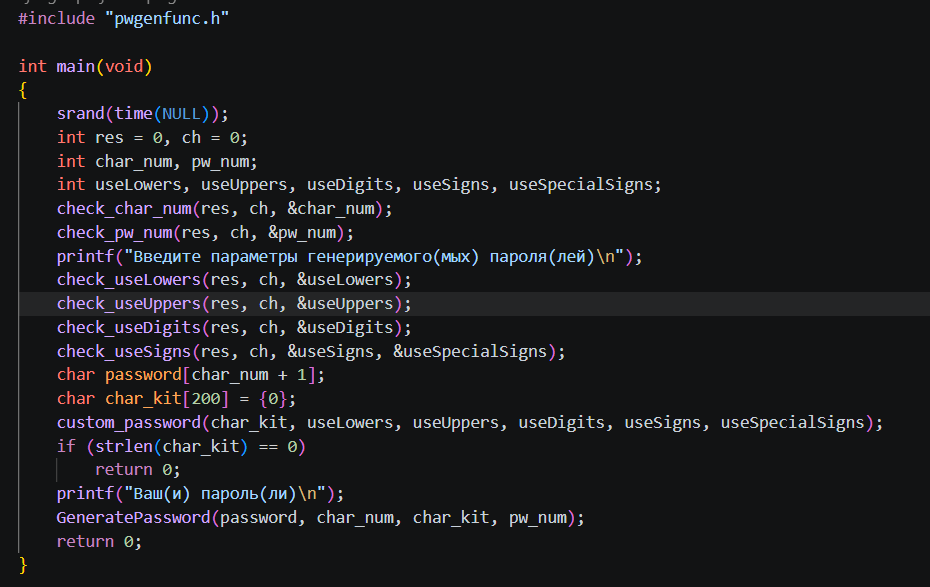 #include "pwgenfunc.h"
int main(void)
{
srand(time(NULL));
int res = 0, ch = 0;
int char_num, pw_num;
int useLowers, useUppers, useDigits, useSigns, useSpecialSigns;
check_char_num(res, ch, &char_num);
check_pw_num(res, ch, &pw_num);
printf("Введите параметры генерируемого(мых) пароля(лей)\n");
check_useLowers(res, ch, &useLowers);
check_useUppers(res, ch, &useUppers);
check_useDigits(res, ch, &useDigits);
check_useSigns(res, ch, &useSigns, &useSpecialSigns);
char password[char_num + 1];
char char_kit[200] = {0};
custom_password(char_kit, useLowers, useUppers, useDigits, useSigns, useSpecialSigns);
if (strlen(char_kit) == 0)
return 0;
printf("Ваш(и) пароль(ли)\n");
GeneratePassword(password, char_num, char_kit, pw_num);
return 0;
}